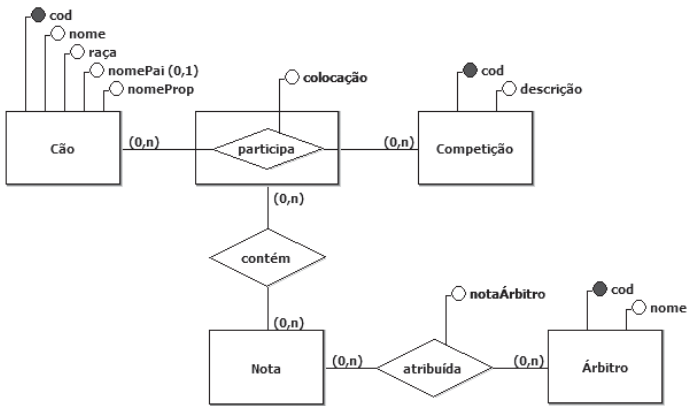 cod
nome
raça
nomePai (0,1)
nomeProp
colocação
cod
descrição
Cão
(0,n)
participa
(0,n)
Competição
(0,n)
contém
(0,n)
notaÁrbitro
cod
nome
Nota
(0,n)
atribuída
(0,n)
Árbitro